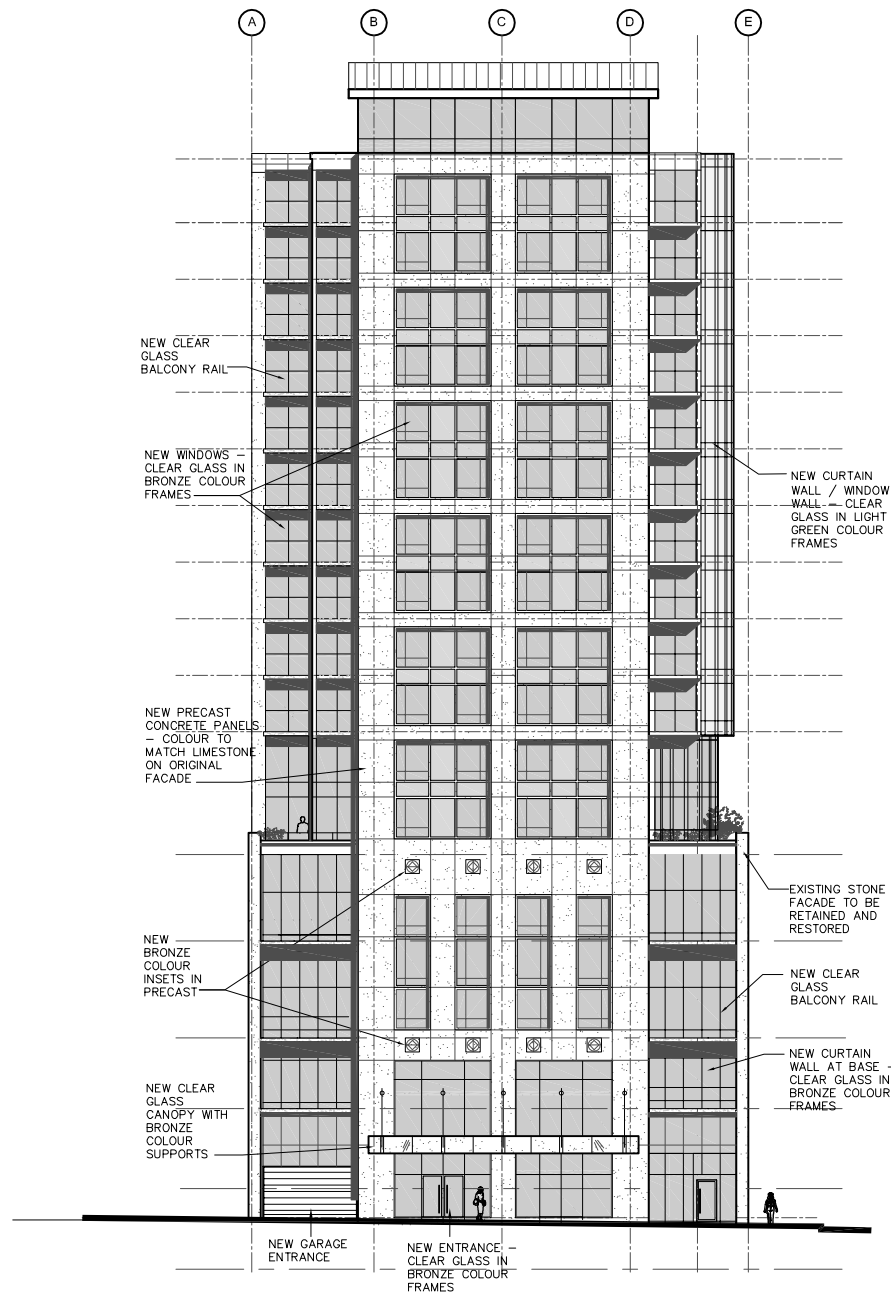 A
B
C
D
E
NEW CLEAR
GLASS
BALCONY RAIL
NEW WINDOWS –
CLEAR GLASS IN
BRONZE COLOUR
FRAMES
NEW CURTAIN
WALL / WINDOW
WALL – CLEAR
GLASS IN LIGHT
GREEN COLOUR
FRAMES
NEW PRECAST
CONCRETE PANELS
– COLOUR TO
MATCH LIMESTONE
ON ORIGINAL
FACADE
EXISTING STONE
FACADE TO BE
RETAINED AND
RESTORED
NEW
BRONZE
COLOUR
INSETS IN
PRECAST
NEW CLEAR
GLASS
BALCONY RAIL
NEW CURTAIN
WALL AT BASE –
CLEAR GLASS IN
BRONZE COLOUR
FRAMES
NEW CLEAR
GLASS
CANOPY WITH
BRONZE
COLOUR
SUPPORTS
NEW GARAGE
ENTRANCE
NEW ENTRANCE –
CLEAR GLASS IN
BRONZE COLOUR
FRAMES